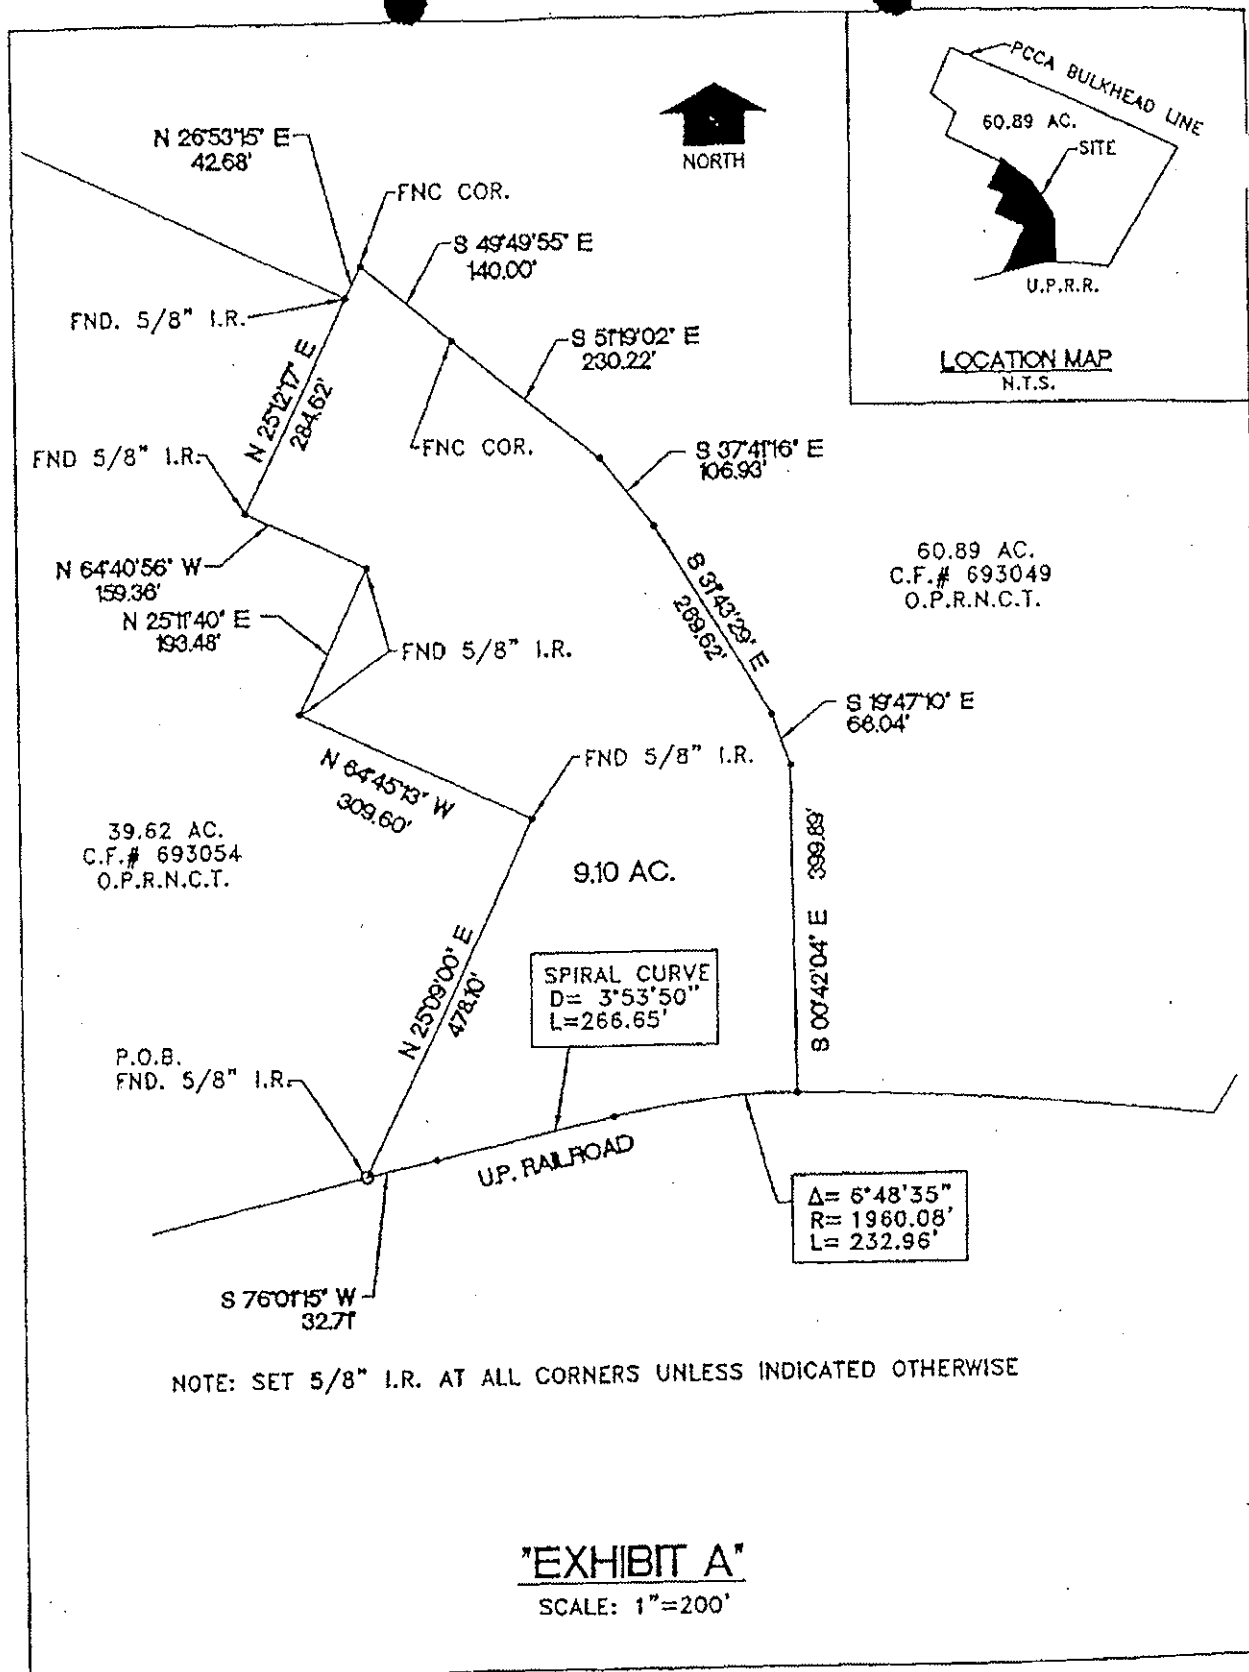 PCCA BULKHEAD LINE
60.89 AC.
SITE
U.P.R.R.
LOCATION MAP
N.T.S.
NORTH
N 26°53'15" E
42.68'
FNC COR.
S 49°49'55" E
140.00'
FND. 5/8" I.R.
S 51°19'02" E
230.22'
N 25°12'17" E
284.62'
FNC COR.
FND 5/8" I.R.
S 37°41'16" E
106.93'
N 64°40'56" W
159.36'
60.89 AC.
C.F.# 693049
O.P.R.N.C.T.
S 31°43'29" E
269.62'
N 25°11'40" E
193.48'
FND 5/8" I.R.
S 19°47'10" E
66.04'
FND 5/8" I.R.
N 64°45'13" W
309.60'
39.62 AC.
C.F.# 693054
O.P.R.N.C.T.
9.10 AC.
S 00°42'04" E 399.89'
N 25°09'00" E
478.10'
SPIRAL CURVE
D= 3°53'50"
L=266.65'
P.O.B.
FND. 5/8" I.R.
U.P. RAILROAD
Δ= 6°48'35"
R= 1960.08'
L= 232.96'
S 76°01'15" W
32.71'
NOTE: SET 5/8" I.R. AT ALL CORNERS UNLESS INDICATED OTHERWISE
"EXHIBIT A"
SCALE: 1"=200'